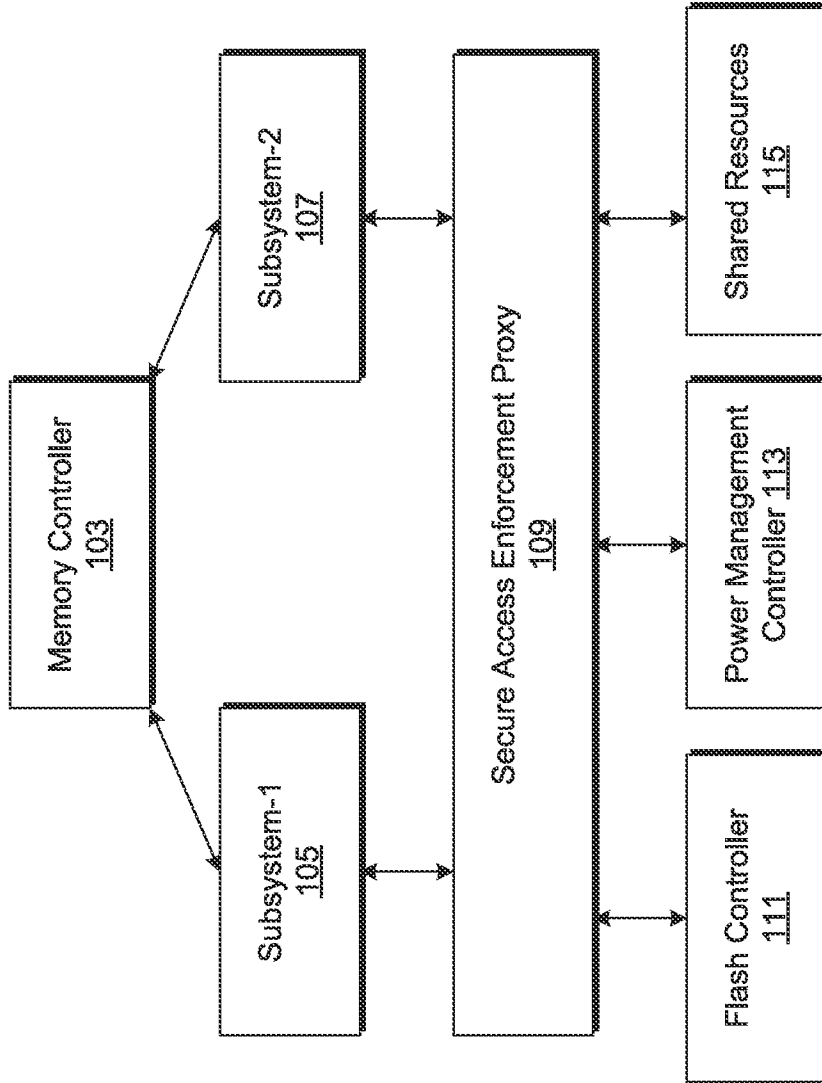 Memory Controller
103
Subsystem-1
105
Subsystem-2
107
Secure Access Enforcement Proxy
109
Flash Controller
111
Power Management
Controller 113
Shared Resources
115